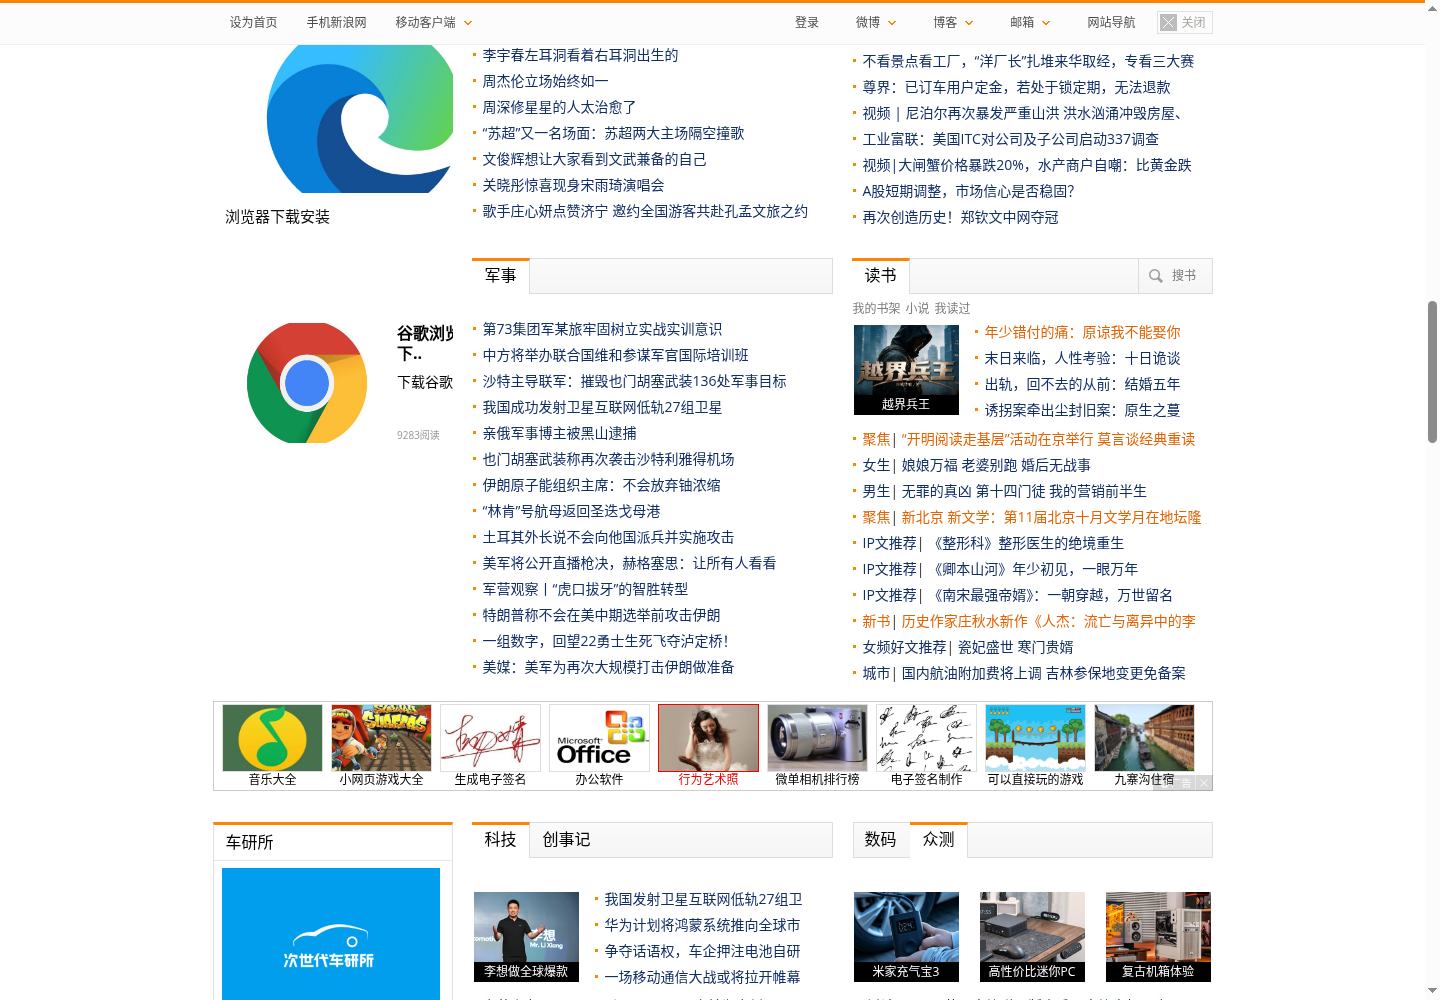 设为首页 手机新浪网 移动客户端 登录 微博 博客 邮箱 网站导航 关闭
浏览器下载安装
谷歌浏览
下..
下载谷歌
9283阅读
李宇春左耳洞看着右耳洞出生的
周杰伦立场始终如一
周深修星星的人太治愈了
“苏超”又一名场面：苏超两大主场隔空撞歌
文俊辉想让大家看到文武兼备的自己
关晓彤惊喜现身宋雨琦演唱会
歌手庄心妍点赞济宁 邀约全国游客共赴孔孟文旅之约
不看景点看工厂，“洋厂长”扎堆来华取经，专看三大赛
尊界：已订车用户定金，若处于锁定期，无法退款
视频 | 尼泊尔再次暴发严重山洪 洪水汹涌冲毁房屋、
工业富联：美国ITC对公司及子公司启动337调查
视频|大闸蟹价格暴跌20%，水产商户自嘲：比黄金跌
A股短期调整，市场信心是否稳固？
再次创造历史！郑钦文中网夺冠
军事
第73集团军某旅牢固树立实战实训意识
中方将举办联合国维和参谋军官国际培训班
沙特主导联军：摧毁也门胡塞武装136处军事目标
我国成功发射卫星互联网低轨27组卫星
亲俄军事博主被黑山逮捕
也门胡塞武装称再次袭击沙特利雅得机场
伊朗原子能组织主席：不会放弃铀浓缩
“林肯”号航母返回圣迭戈母港
土耳其外长说不会向他国派兵并实施攻击
美军将公开直播枪决，赫格塞思：让所有人看看
军营观察丨“虎口拔牙”的智胜转型
特朗普称不会在美中期选举前攻击伊朗
一组数字，回望22勇士生死飞夺泸定桥！
美媒：美军为再次大规模打击伊朗做准备
读书 搜书
我的书架 小说 我读过
越界兵王
越界兵王
年少错付的痛：原谅我不能娶你
末日来临，人性考验：十日诡谈
出轨，回不去的从前：结婚五年
诱拐案牵出尘封旧案：原生之蔓
聚焦| “开明阅读走基层”活动在京举行 莫言谈经典重读
女生| 娘娘万福 老婆别跑 婚后无战事
男生| 无罪的真凶 第十四门徒 我的营销前半生
聚焦| 新北京 新文学：第11届北京十月文学月在地坛隆
IP文推荐| 《整形科》整形医生的绝境重生
IP文推荐| 《卿本山河》年少初见，一眼万年
IP文推荐| 《南宋最强帝婿》：一朝穿越，万世留名
新书| 历史作家庄秋水新作《人杰：流亡与离异中的李
女频好文推荐| 瓷妃盛世 寒门贵婿
城市| 国内航油附加费将上调 吉林参保地变更免备案
Microsoft
Office
音乐大全 小网页游戏大全 生成电子签名 办公软件 行为艺术照 微单相机排行榜 电子签名制作 可以直接玩的游戏 九寨沟住宿
广告
车研所
次世代车研所
科技 创事记
Mr. Li Xiang
李想做全球爆款
我国发射卫星互联网低轨27组卫
华为计划将鸿蒙系统推向全球市
争夺话语权，车企押注电池自研
一场移动通信大战或将拉开帷幕
数码 众测
米家充气宝3 高性价比迷你PC 复古机箱体验